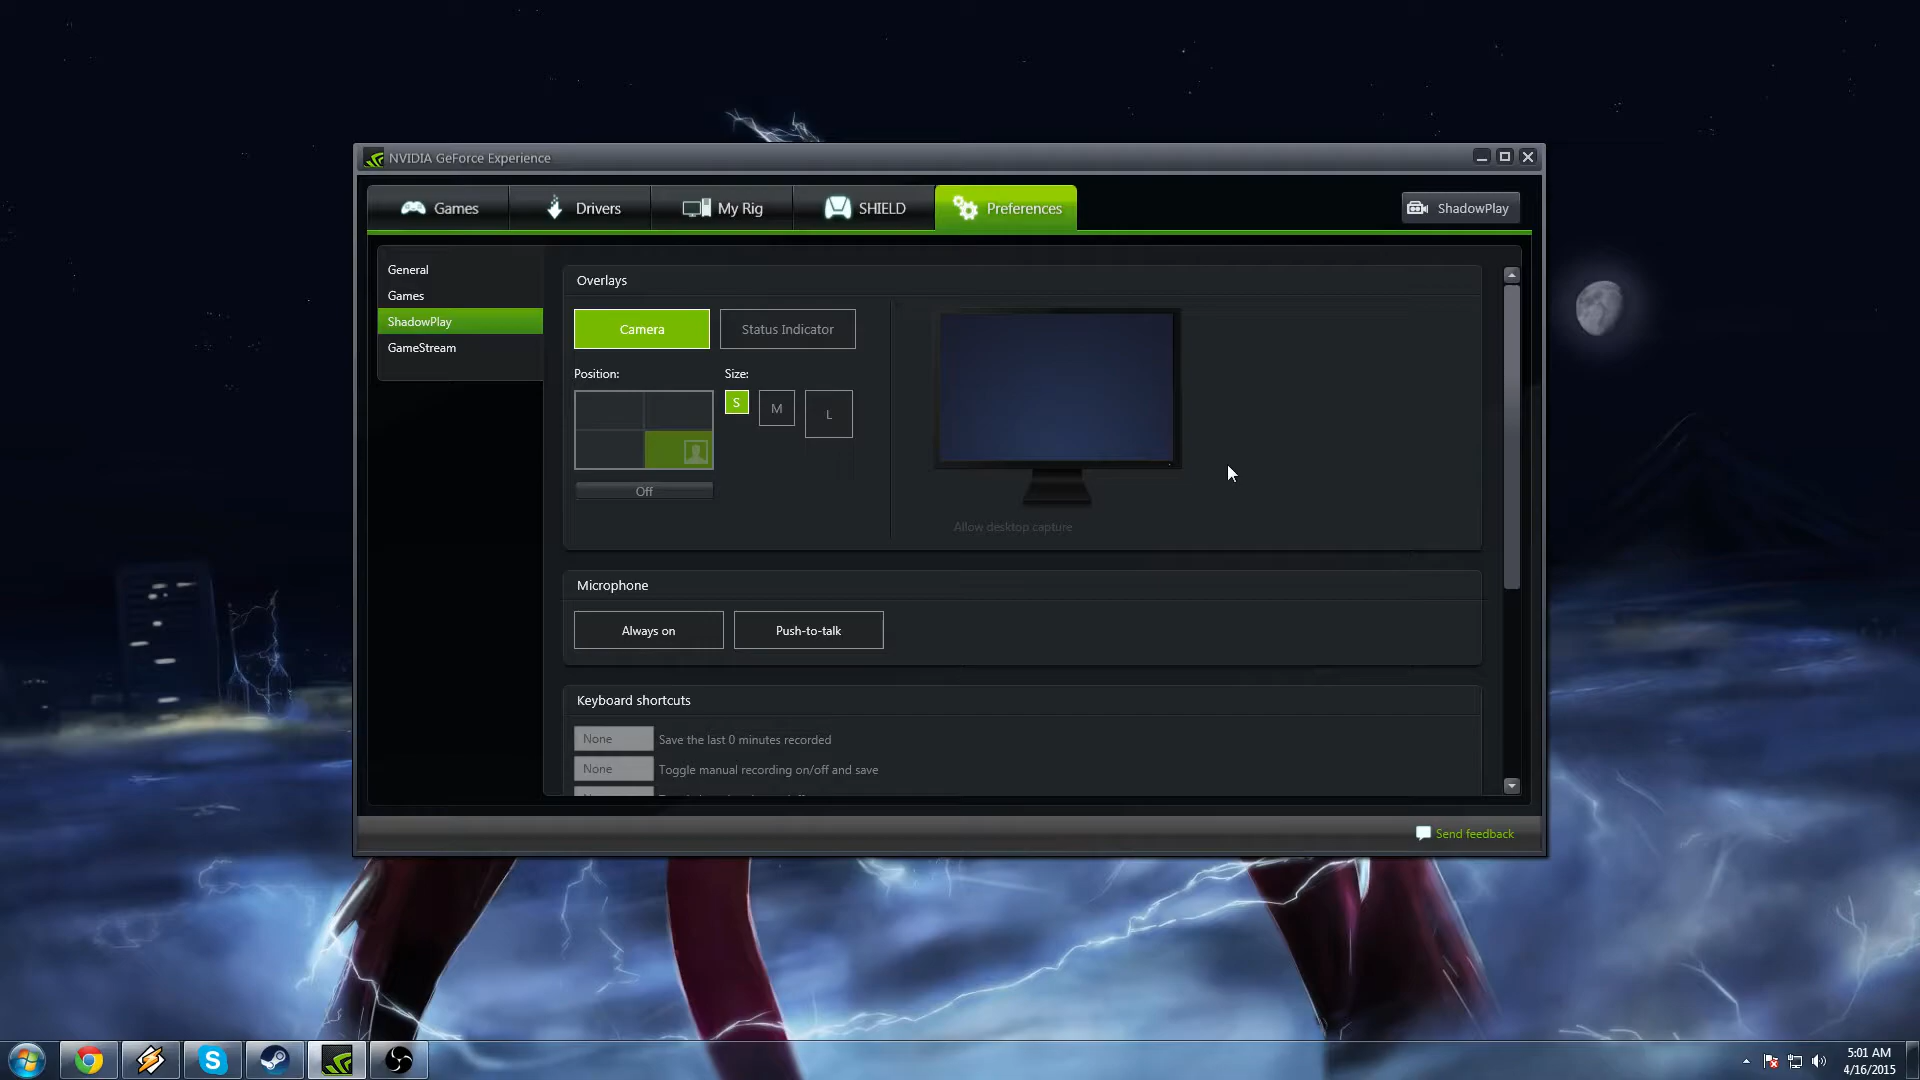 NVIDIA GeForce Experience
Games
Drivers
My Rig
SHIELD
Preferences
ShadowPlay
General
Games
ShadowPlay
GameStream
Overlays
Camera
Status Indicator
Position:
Size:
S
M
L
Off
Allow desktop capture
Microphone
Always on
Push-to-talk
Keyboard shortcuts
None
Save the last 0 minutes recorded
None
Toggle manual recording on/off and save
Send feedback
5:01 AM
4/16/2015